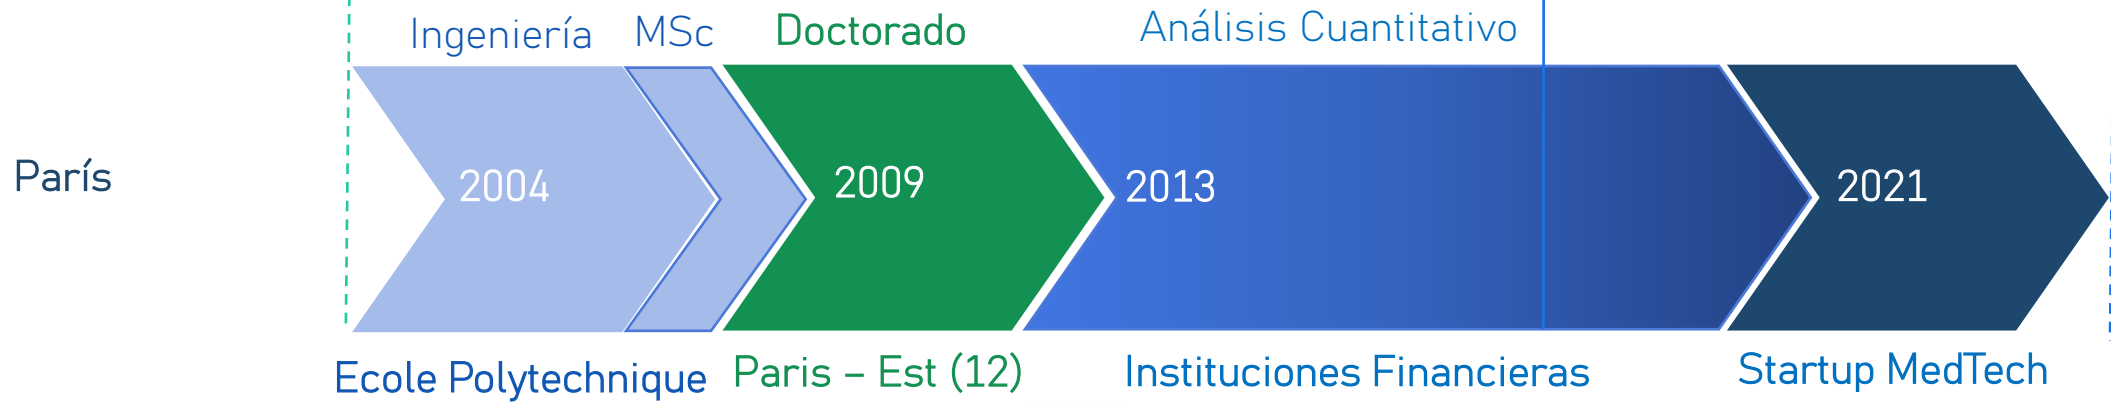 Ingeniería MSc Doctorado Análisis Cuantitativo
París 2004 2009 2013 2021
Ecole Polytechnique Paris – Est (12) Instituciones Financieras Startup MedTech